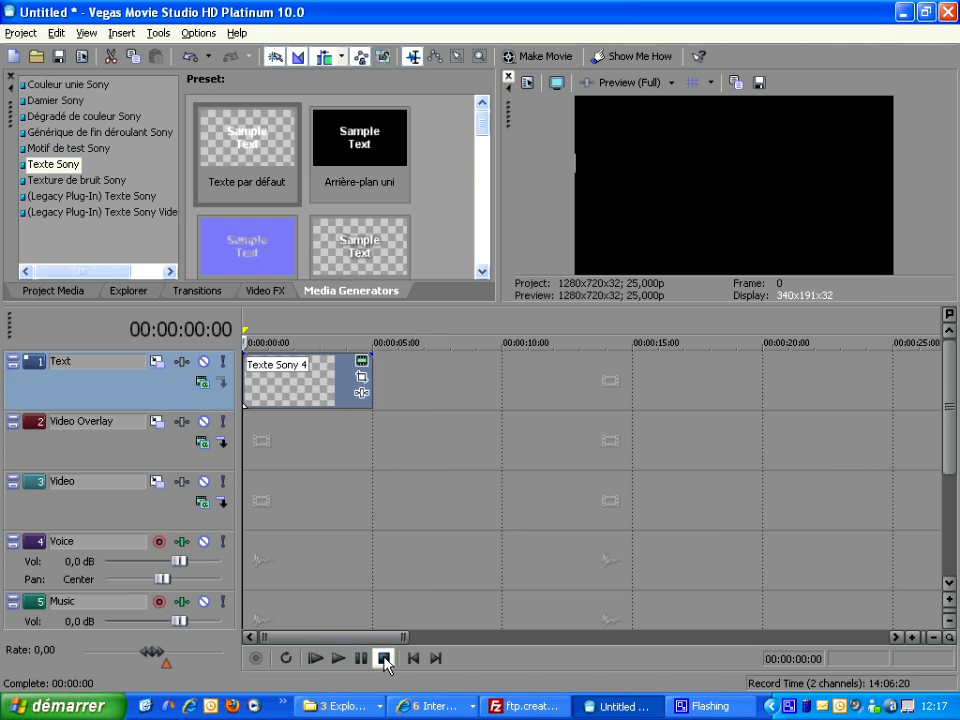 Untitled * - Vegas Movie Studio HD Platinum 10.0
Project Edit View Insert Tools Options Help
Make Movie Show Me How
Couleur unie Sony
Damier Sony
Dégradé de couleur Sony
Générique de fin déroulant Sony
Motif de test Sony
Texte Sony
Texture de bruit Sony
(Legacy Plug-In) Texte Sony
(Legacy Plug-In) Texte Sony Vide
Preset:
Sample
Text
Texte par défaut
Sample
Text
Arrière-plan uni
Sample
Text
Sample
Text
Project Media Explorer Transitions Video FX Media Generators
Preview (Full)
Project: 1280x720x32; 25,000p
Preview: 1280x720x32; 25,000p
Frame: 0
Display: 340x191x32
00:00:00:00
00:00:00:00 00:00:05:00 00:00:10:00 00:00:15:00 00:00:20:00 00:00:25:00
1 Text
Texte Sony 4
2 Video Overlay
3 Video
4 Voice
Vol: 0,0 dB
Pan: Center
5 Music
Vol: 0,0 dB
Rate: 0,00
00:00:00:00
Complete: 00:00:00
Record Time (2 channels): 14:06:20
démarrer
3 Explo...
6 Inter...
ftp.creat...
Untitled ...
Flashing
12:17